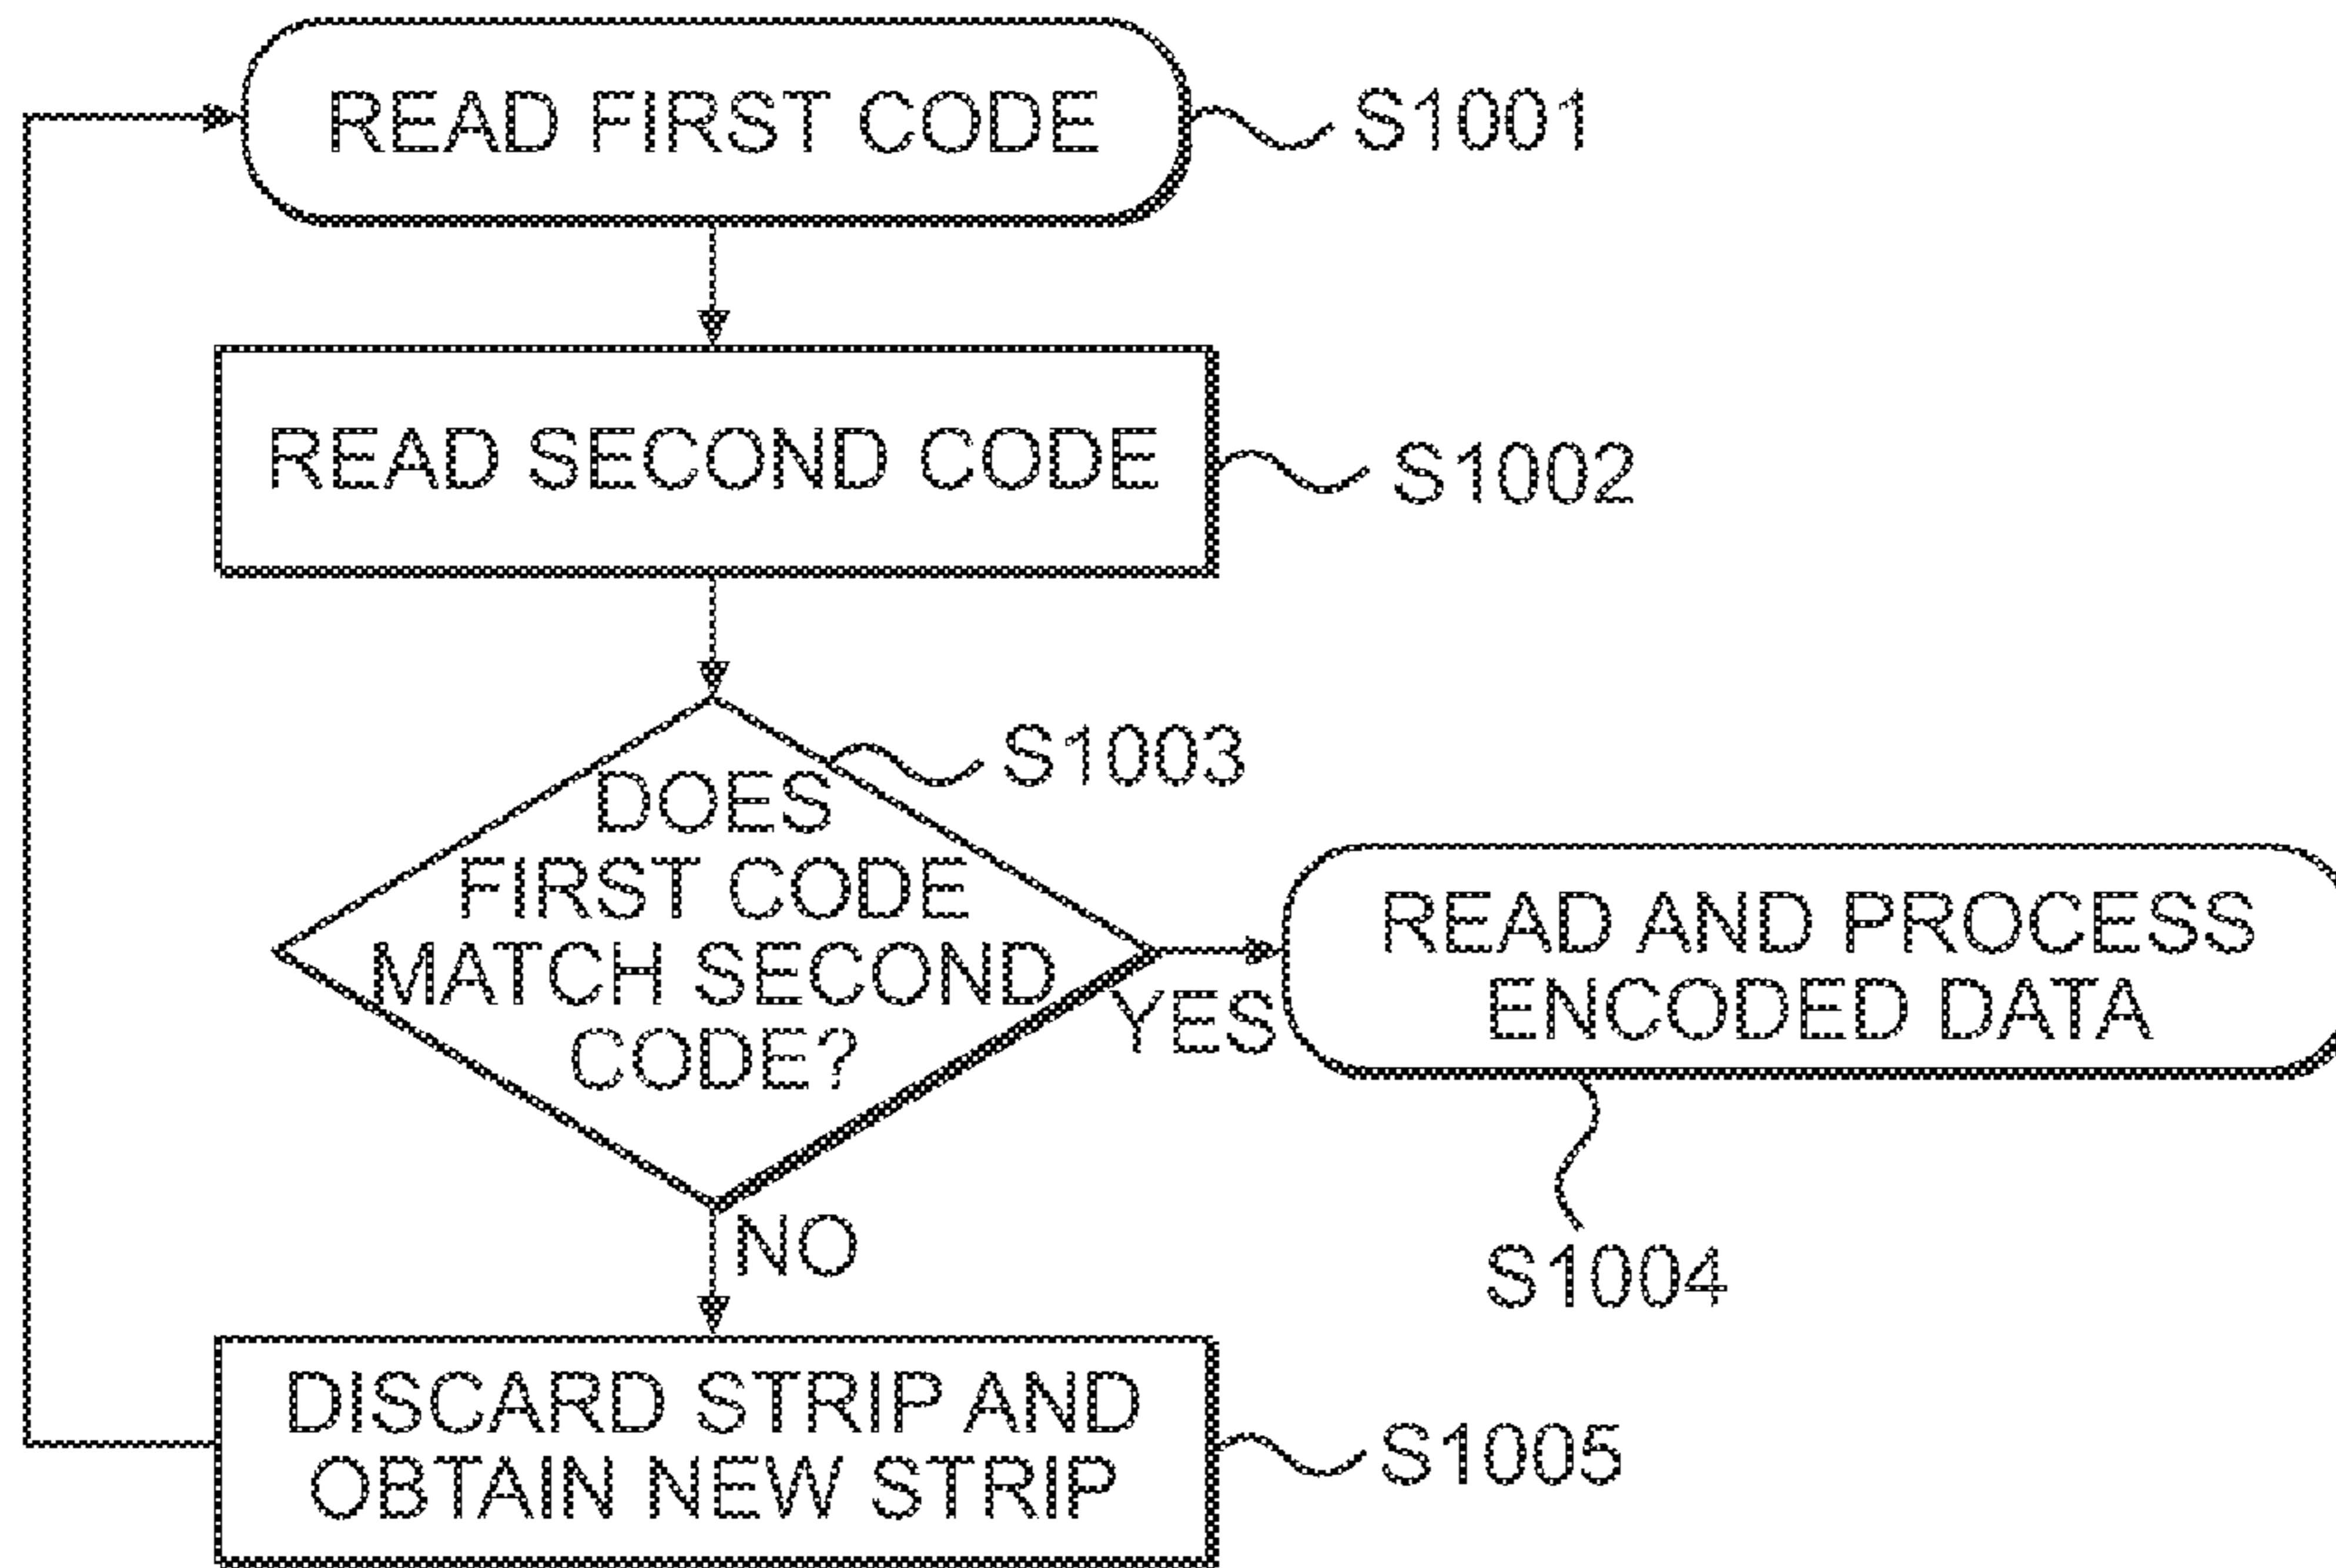 READ FIRST CODE
S1001
READ SECOND CODE
S1002
S1003
DOES
FIRST CODE
MATCH SECOND
CODE?
YES
READ AND PROCESS
ENCODED DATA
S1004
NO
DISCARD STRIP AND
OBTAIN NEW STRIP
S1005